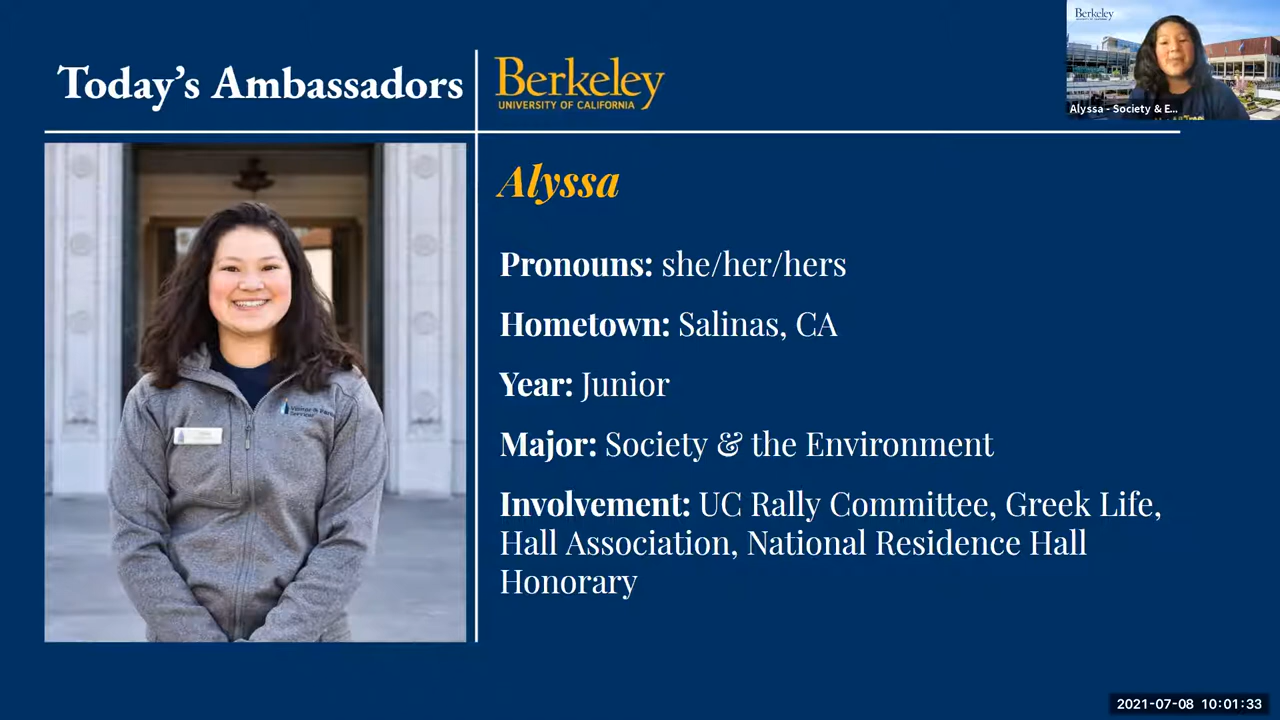 Today's Ambassadors
Berkeley
UNIVERSITY OF CALIFORNIA
Berkeley
Alyssa - Society & E...
Alyssa
Pronouns: she/her/hers
Hometown: Salinas, CA
Year: Junior
Major: Society & the Environment
Involvement: UC Rally Committee, Greek Life,
Hall Association, National Residence Hall
Honorary
2021-07-08 10:01:33